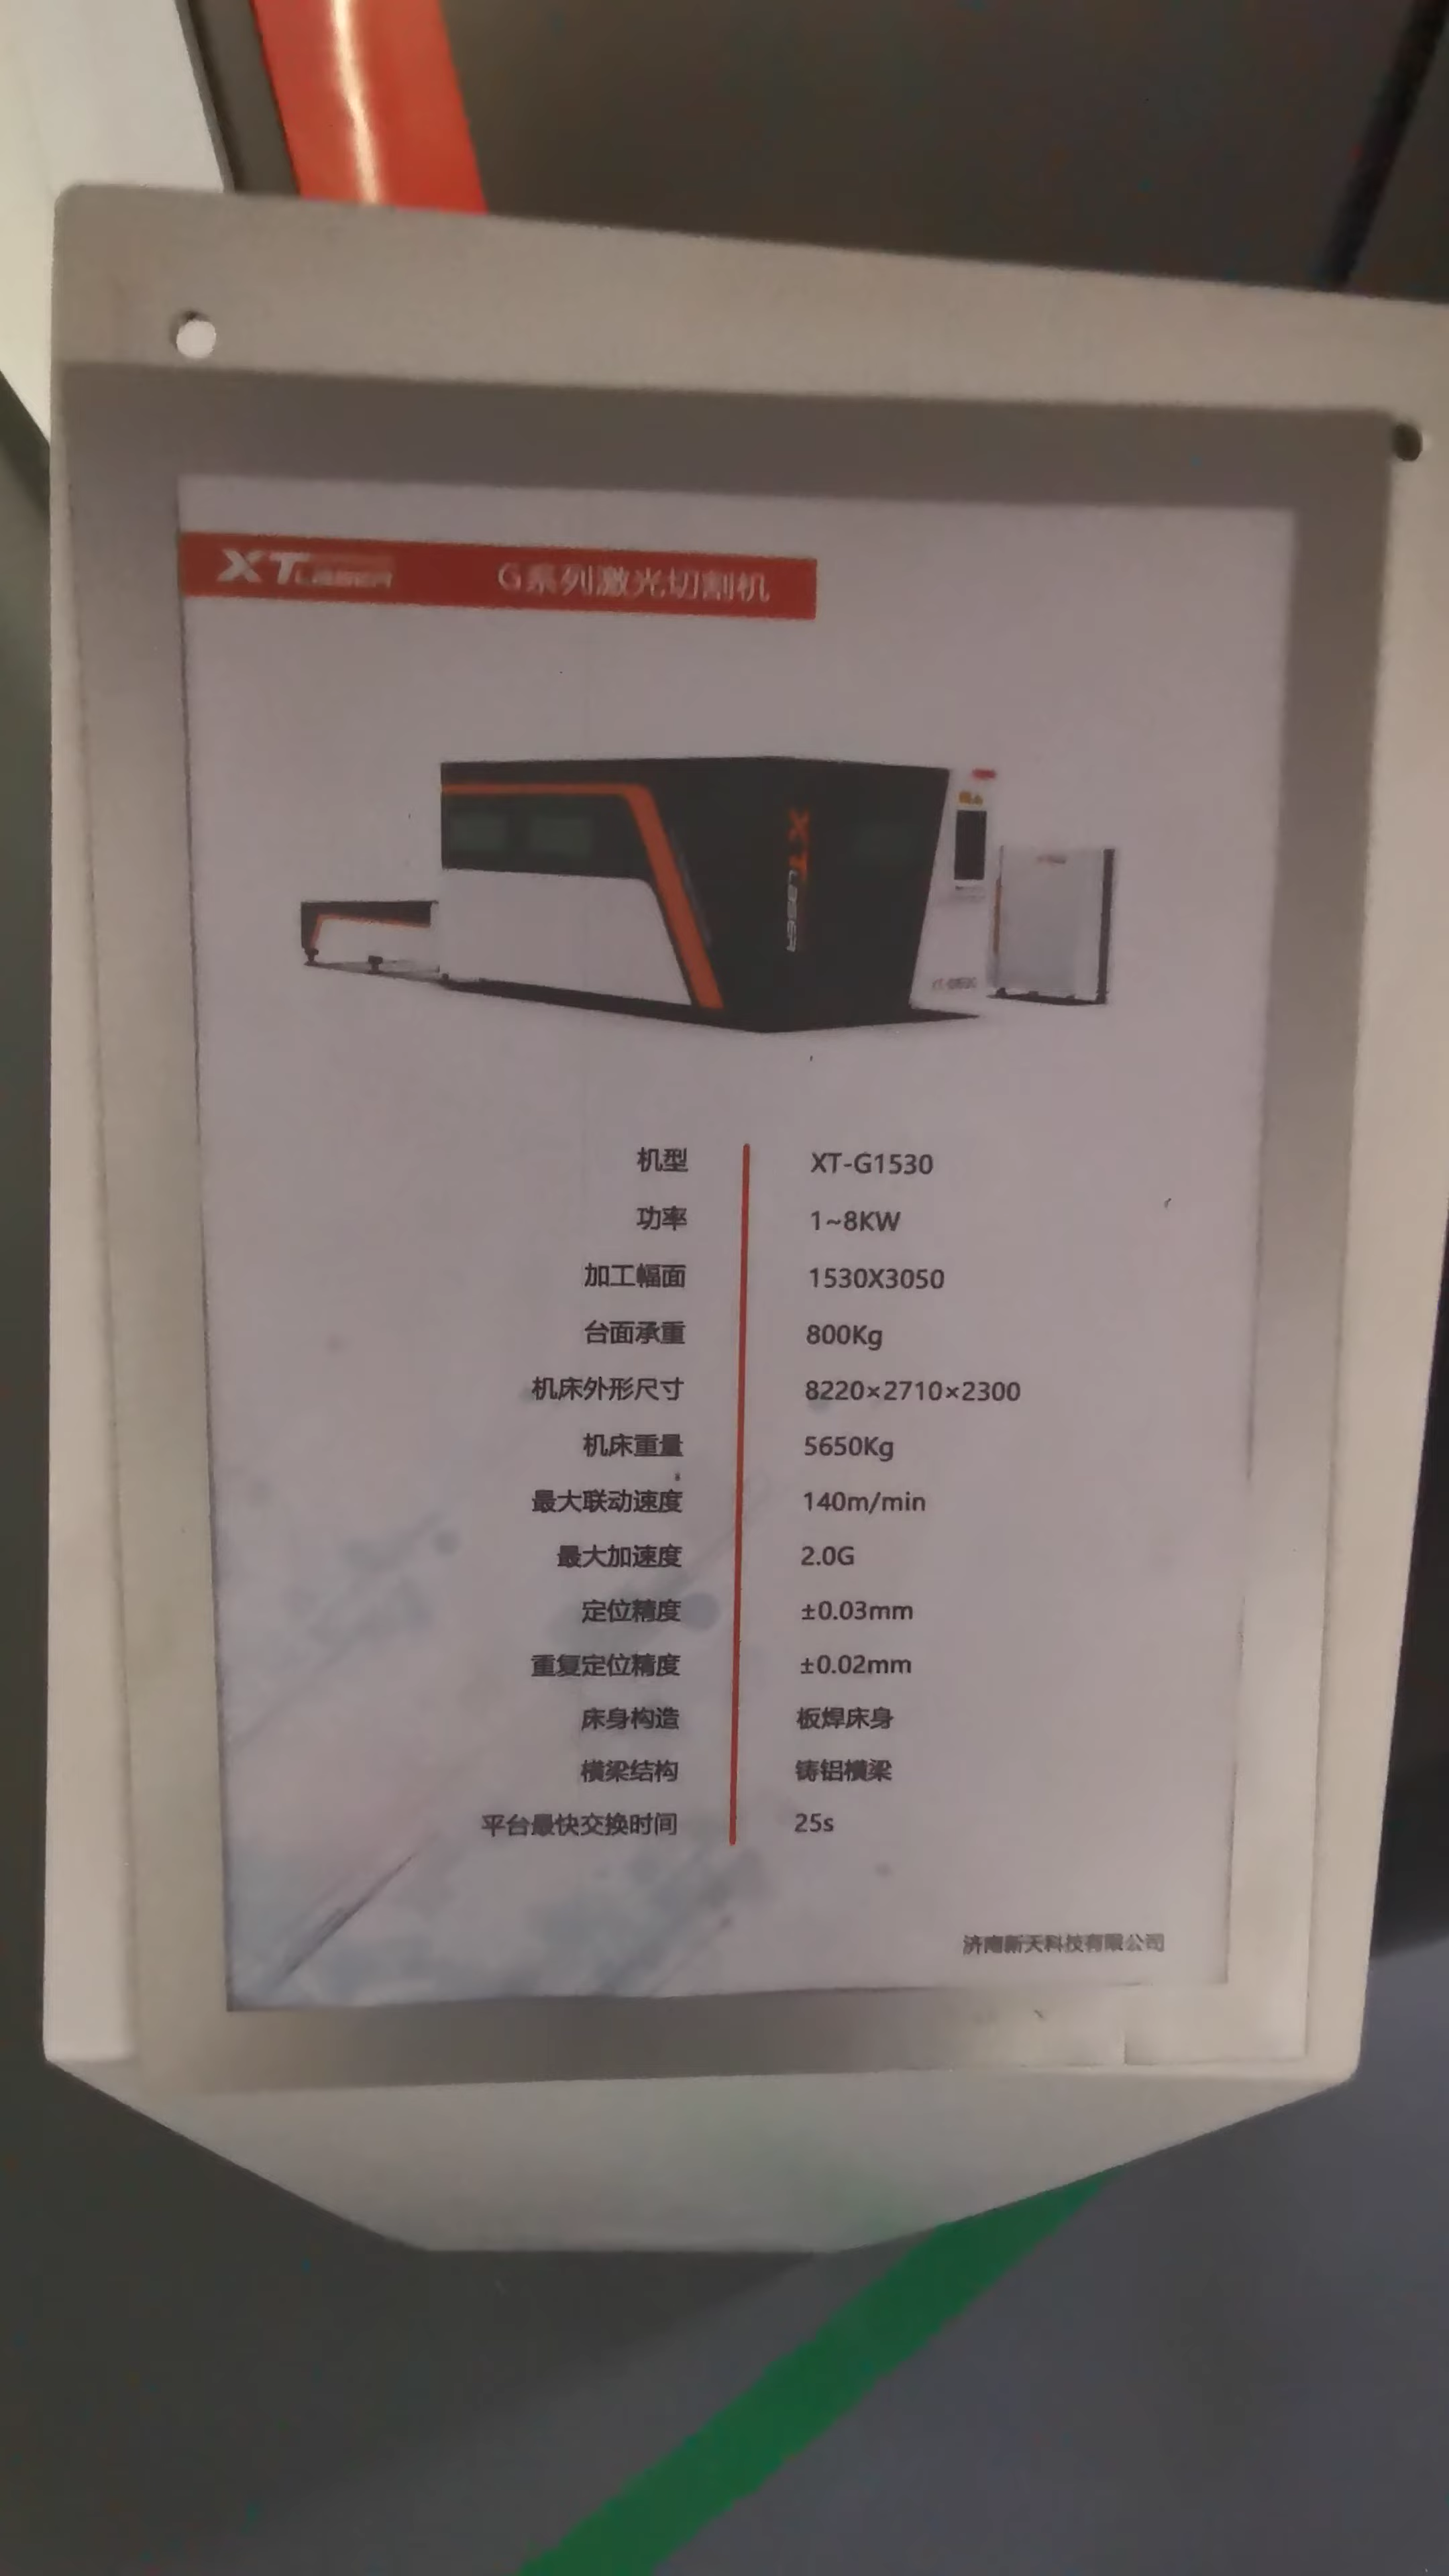 XT LASER G系列激光切割机
XT LASER
机型 XT-G1530
功率 1~8KW
加工幅面 1530X3050
台面承重 800Kg
机床外形尺寸 8220×2710×2300
机床重量 5650Kg
最大联动速度 140m/min
最大加速度 2.0G
定位精度 ±0.03mm
重复定位精度 ±0.02mm
床身构造 板焊床身
横梁结构 铸铝横梁
平台最快交换时间 25s
济南新天科技有限公司